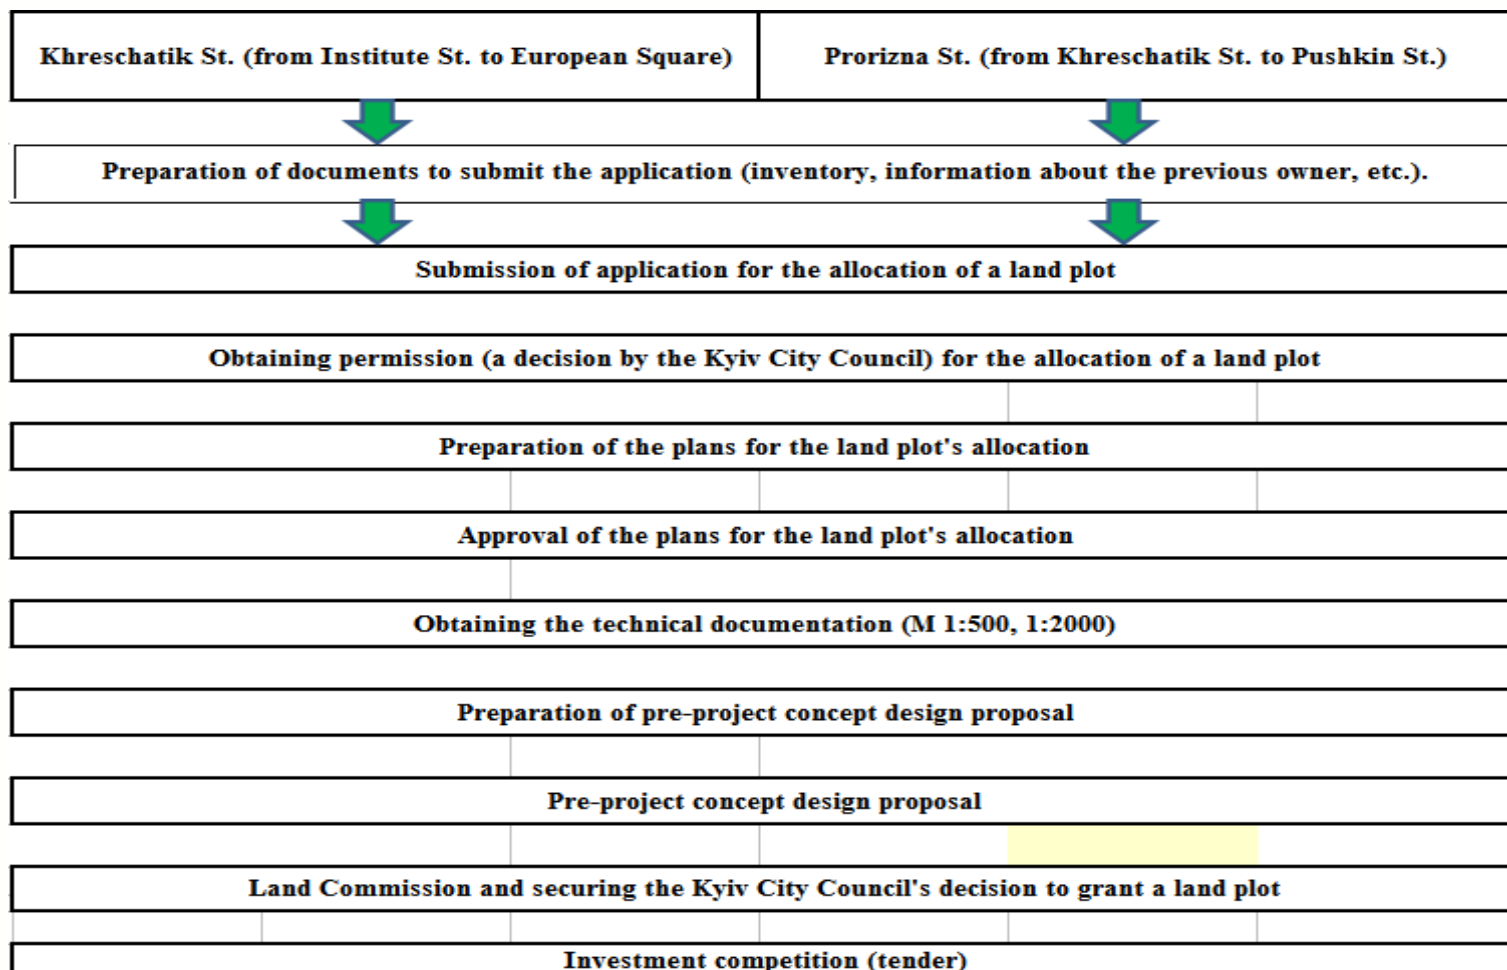 Khreschatik St. (from Institute St. to European Square)
Prorizna St. (from Khreschatik St. to Pushkin St.)
Preparation of documents to submit the application (inventory, information about the previous owner, etc.).
Submission of application for the allocation of a land plot
Obtaining permission (a decision by the Kyiv City Council) for the allocation of a land plot
Preparation of the plans for the land plot's allocation
Approval of the plans for the land plot's allocation
Obtaining the technical documentation (M 1:500, 1:2000)
Preparation of pre-project concept design proposal
Pre-project concept design proposal
Land Commission and securing the Kyiv City Council's decision to grant a land plot
Investment competition (tender)